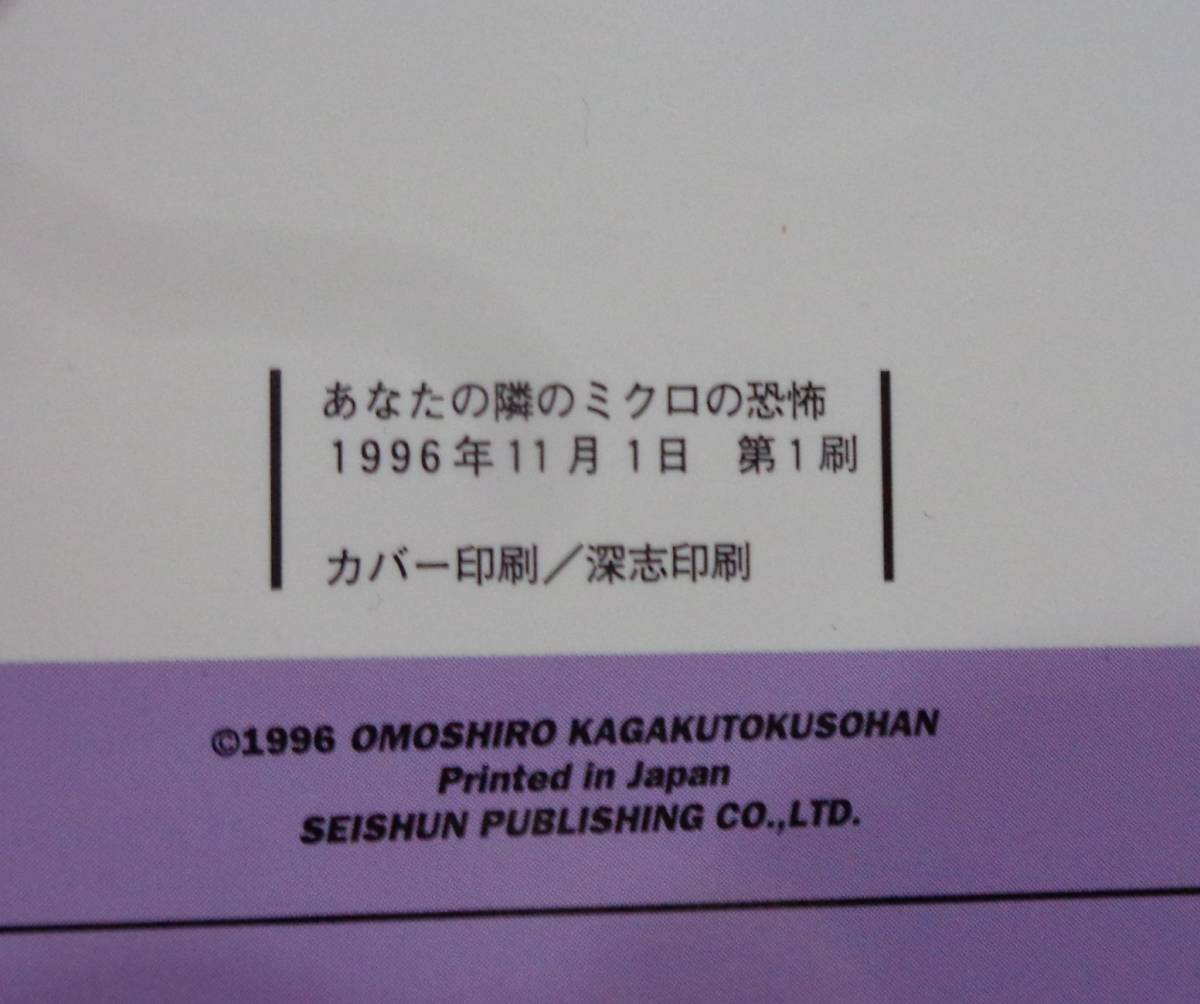 あなたの隣のミクロの恐怖
1996年11月1日　第1刷
カバー印刷／深志印刷
©1996 OMOSHIRO KAGAKUTOKUSOHAN
Printed in Japan
SEISHUN PUBLISHING CO.,LTD.